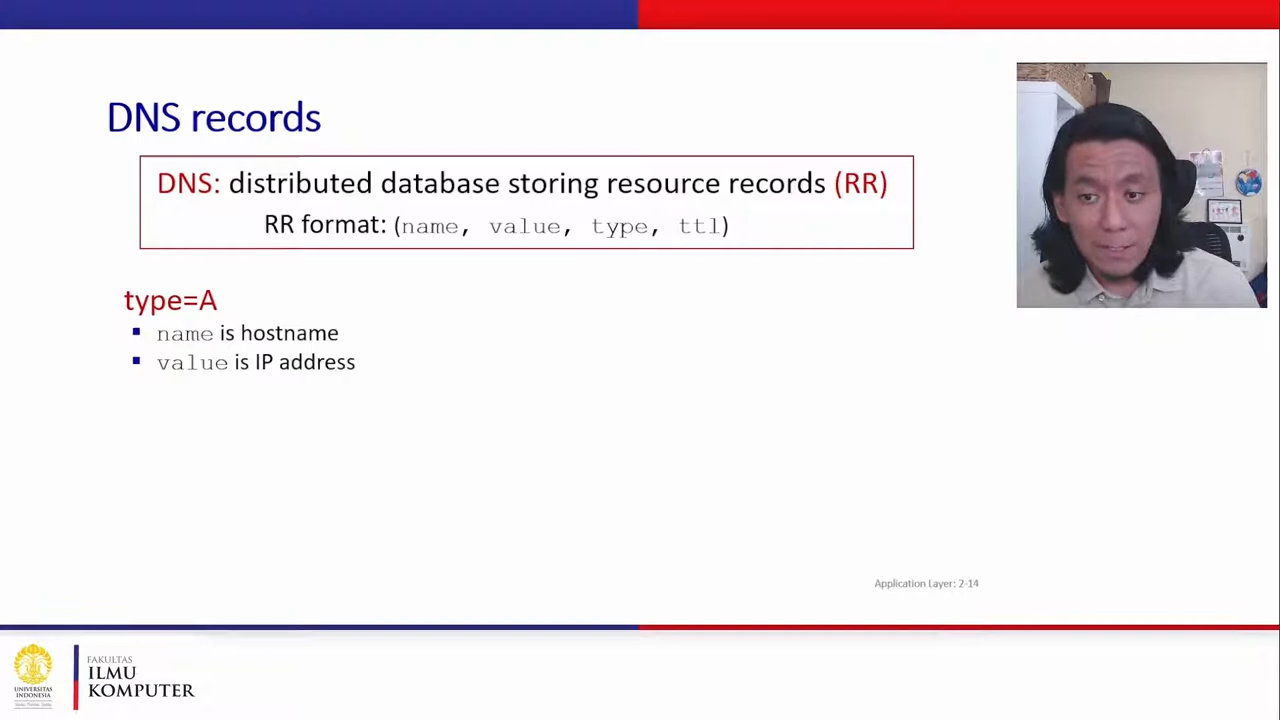 DNS records
DNS: distributed database storing resource records (RR)
RR format: (name, value, type, ttl)
type=A
▪ name is hostname
▪ value is IP address
Application Layer: 2-14
UNIVERSITAS
INDONESIA
FAKULTAS
ILMU
KOMPUTER